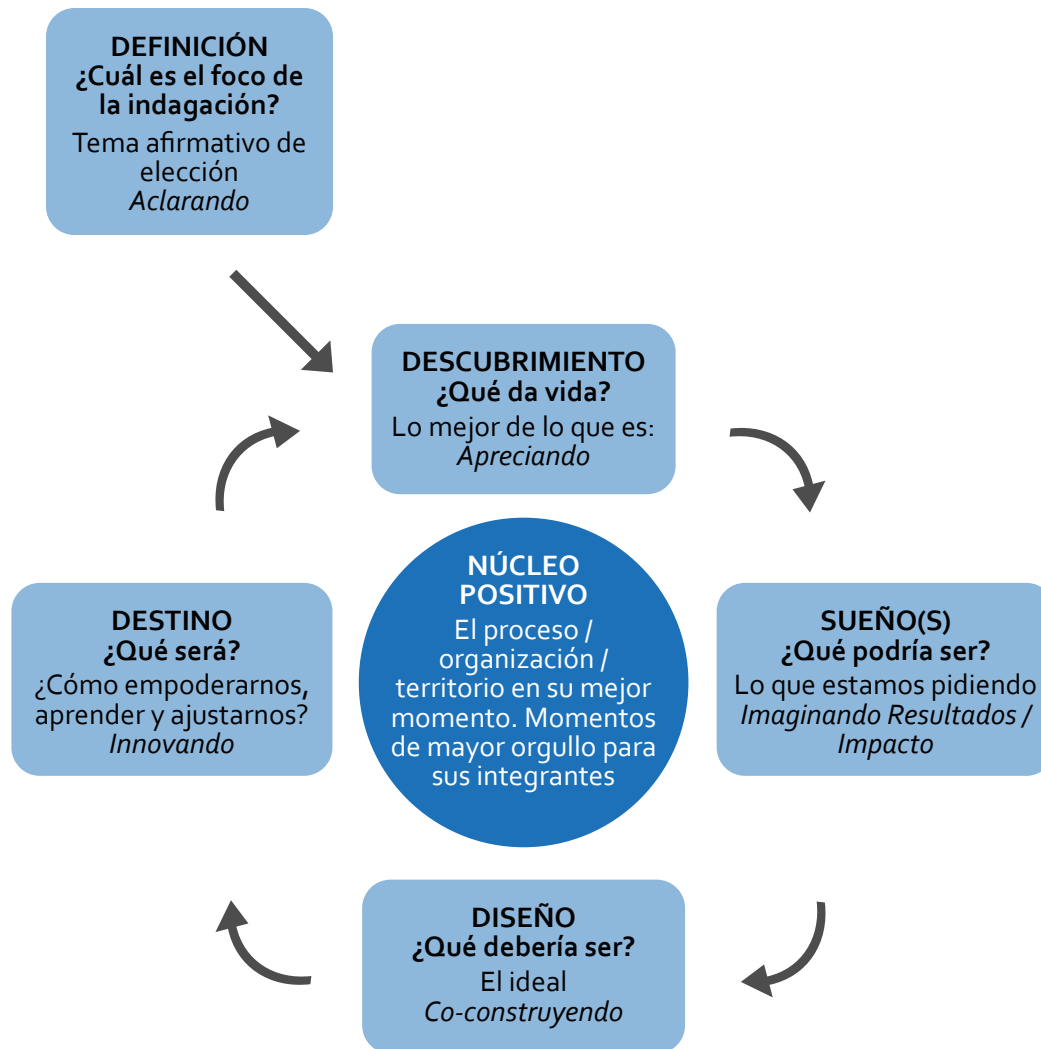 DEFINICIÓN
¿Cuál es el foco de
la indagación?
Tema afirmativo de
elección
Aclarando
DESCUBRIMIENTO
¿Qué da vida?
Lo mejor de lo que es:
Apreciando
NÚCLEO
POSITIVO
El proceso /
organización /
territorio en su mejor
momento. Momentos
de mayor orgullo para
sus integrantes
DESTINO
¿Qué será?
¿Cómo empoderarnos,
aprender y ajustarnos?
Innovando
SUEÑO(S)
¿Qué podría ser?
Lo que estamos pidiendo
Imaginando Resultados /
Impacto
DISEÑO
¿Qué debería ser?
El ideal
Co-construyendo